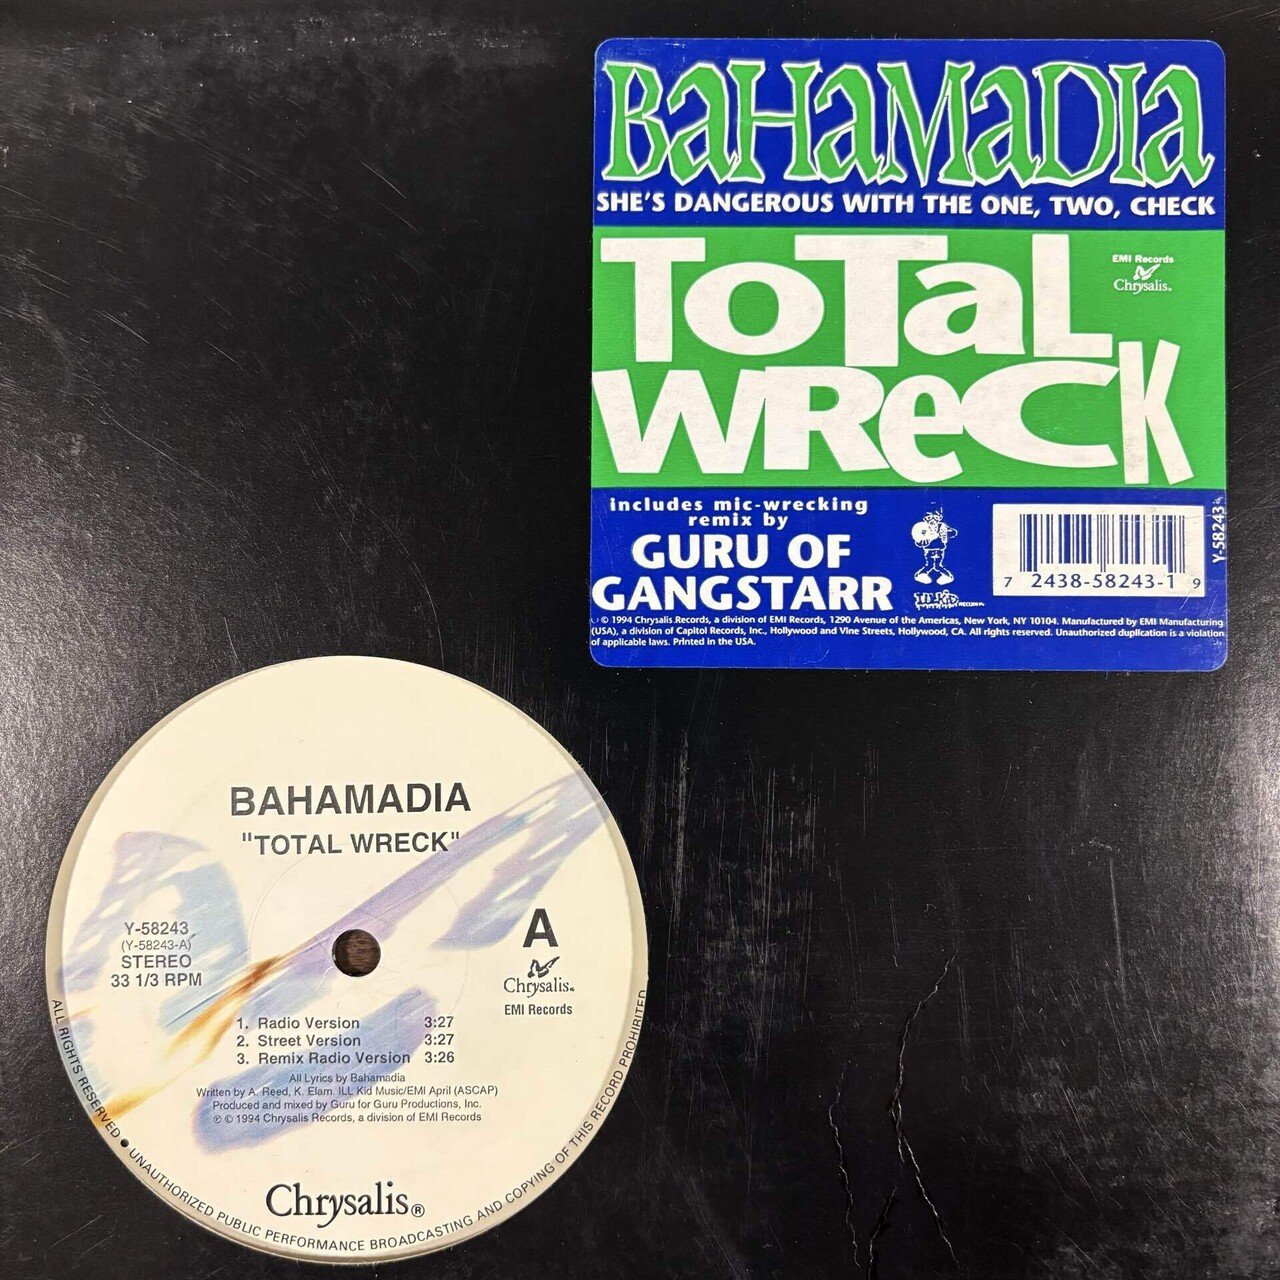 BAHAMADIA
SHE'S DANGEROUS WITH THE ONE, TWO, CHECK
TOTAL
WRECK
EMI Records
Chrysalis™
includes mic-wrecking
remix by
GURU OF
GANGSTARR
ILL KID RECORDS
7 2438-58243-1 9
Y-58243
℗ © 1994 Chrysalis Records, a division of EMI Records, 1290 Avenue of the Americas, New York, NY 10104. Manufactured by EMI Manufacturing
(USA), a division of Capitol Records, Inc., Hollywood and Vine Streets, Hollywood, CA. All rights reserved. Unauthorized duplication is a violation
of applicable laws. Printed in the USA.
BAHAMADIA
"TOTAL WRECK"
Y-58243
(Y-58243-A)
STEREO
33 1/3 RPM
A
Chrysalis™
EMI Records
1. Radio Version 3:27
2. Street Version 3:27
3. Remix Radio Version 3:26
All Lyrics by Bahamadia
Written by A. Reed, K. Elam. ILL Kid Music/EMI April (ASCAP)
Produced and mixed by Guru for Guru Productions, Inc.
℗ © 1994 Chrysalis Records, a division of EMI Records
Chrysalis®
ALL RIGHTS RESERVED • UNAUTHORIZED PUBLIC PERFORMANCE BROADCASTING AND COPYING OF THIS RECORD PROHIBITED